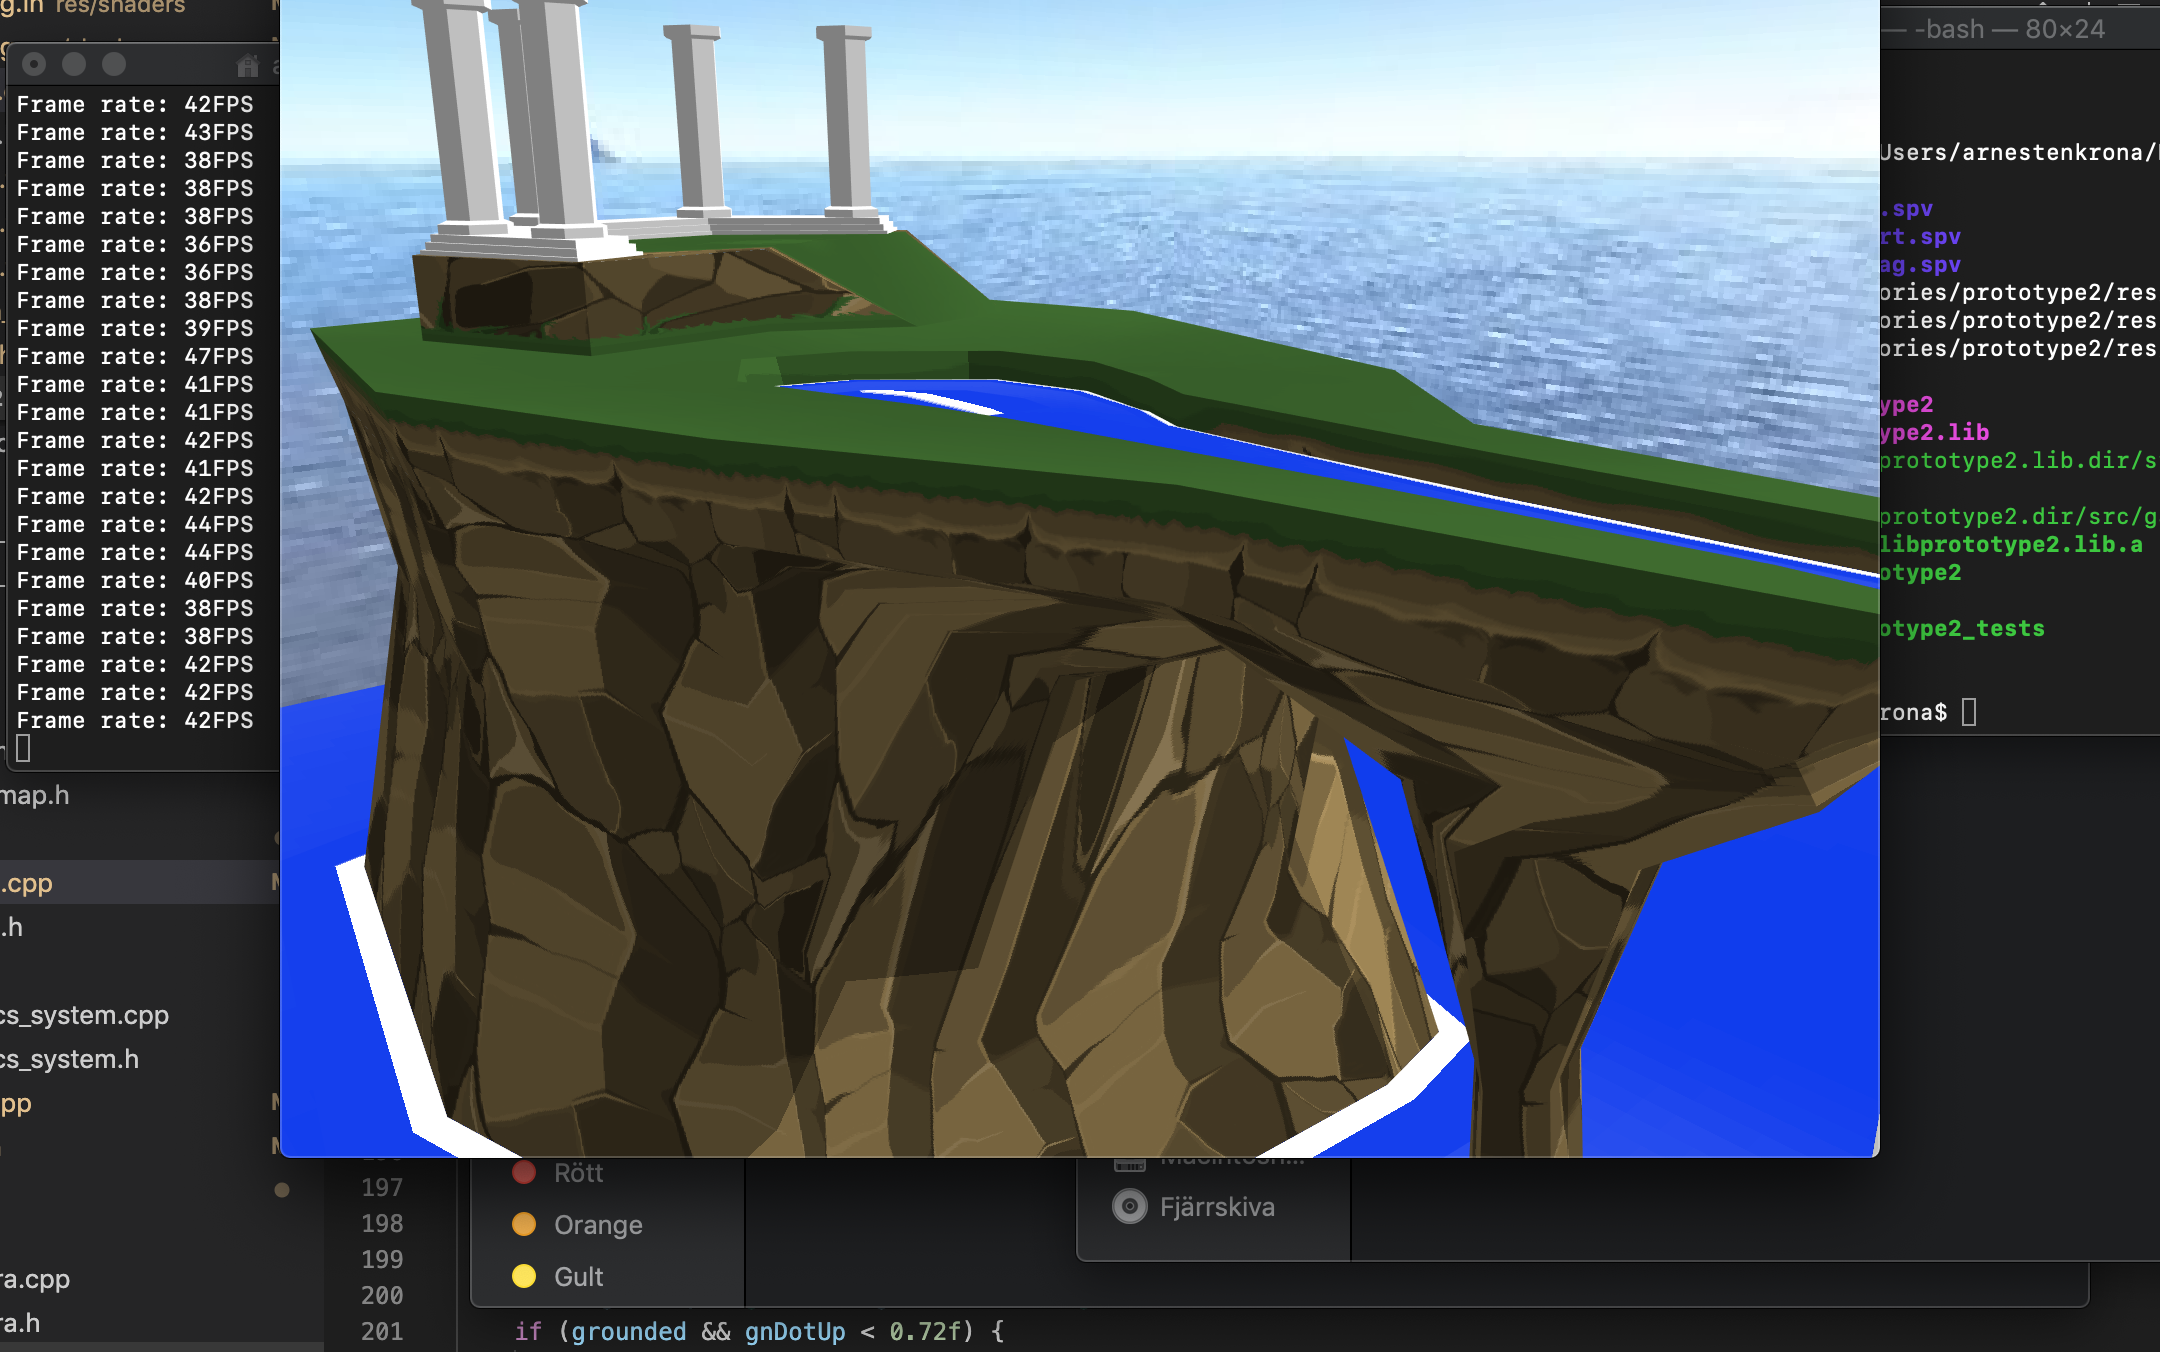 g.in res/shaders
Frame rate: 42FPS
Frame rate: 43FPS
Frame rate: 38FPS
Frame rate: 38FPS
Frame rate: 38FPS
Frame rate: 36FPS
Frame rate: 36FPS
Frame rate: 38FPS
Frame rate: 39FPS
Frame rate: 47FPS
Frame rate: 41FPS
Frame rate: 41FPS
Frame rate: 42FPS
Frame rate: 41FPS
Frame rate: 42FPS
Frame rate: 44FPS
Frame rate: 44FPS
Frame rate: 40FPS
Frame rate: 38FPS
Frame rate: 38FPS
Frame rate: 42FPS
Frame rate: 42FPS
Frame rate: 42FPS
map.h
.cpp
.h
cs_system.cpp
cs_system.h
pp
ra.cpp
ra.h
— -bash — 80×24
Users/arnestenkrona/
.spv
rt.spv
ag.spv
ories/prototype2/res
ories/prototype2/res
ories/prototype2/res
ype2
ype2.lib
prototype2.lib.dir/s
prototype2.dir/src/g
libprototype2.lib.a
otype2
otype2_tests
rona$
Rött
Orange
Gult
Macintosh...
Fjärrskiva
197
198
199
200
201 if (grounded && gnDotUp < 0.72f) {